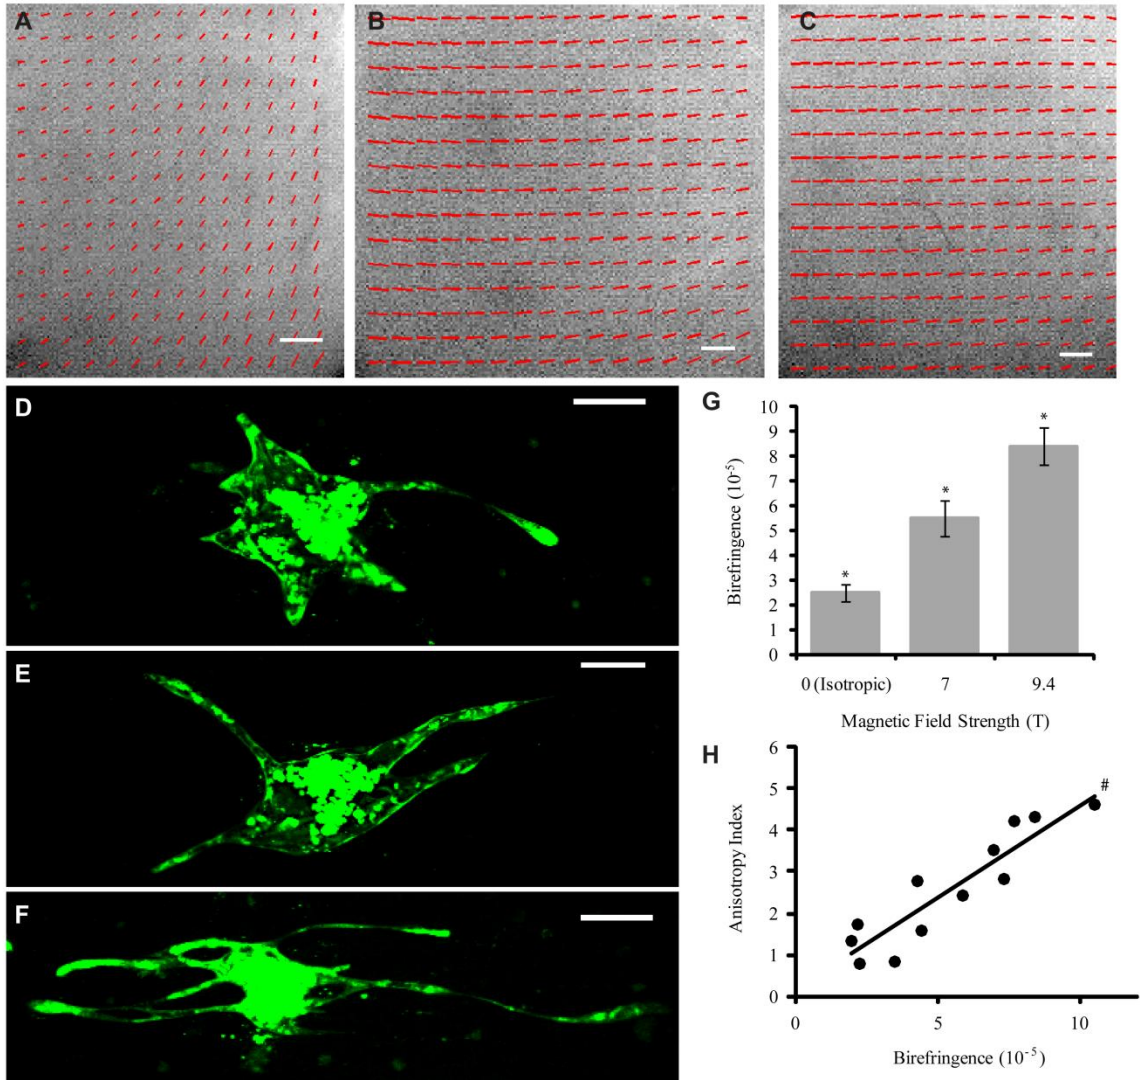 A
B
C
D
E
F
G
10
9
8
7
6
5
4
3
2
1
0
Birefringence (10⁻⁵)
*
*
*
0 (Isotropic)
7
9.4
Magnetic Field Strength (T)
H
6
5
4
3
2
1
0
Anisotropy Index
#
0
5
10
Birefringence (10⁻⁵)